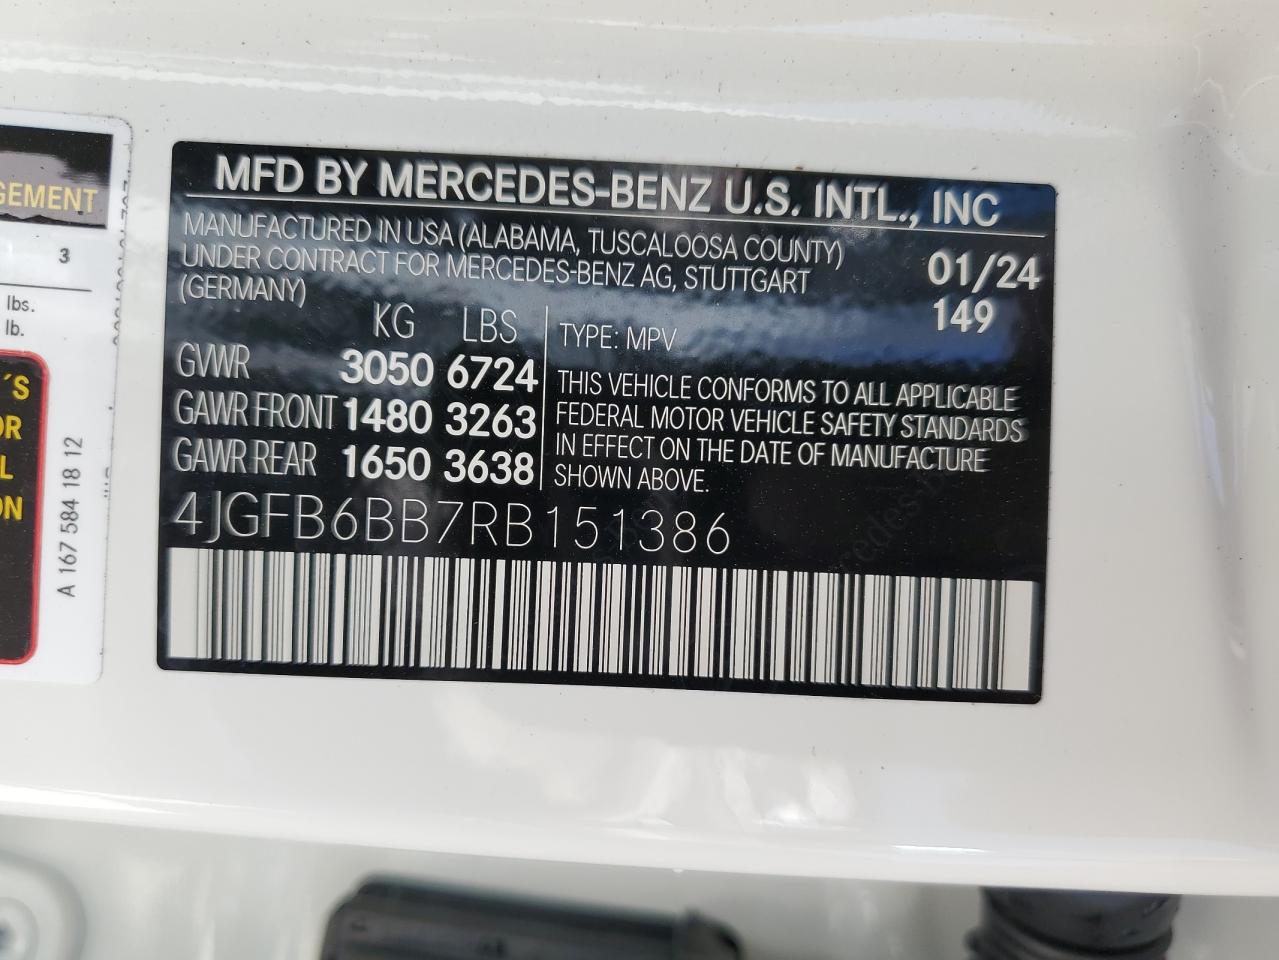 GEMENT
3
lbs.
lb.
´S
OR
L
ON
A 167 584 18 12
MFD BY MERCEDES-BENZ U.S. INTL., INC
MANUFACTURED IN USA (ALABAMA, TUSCALOOSA COUNTY)
UNDER CONTRACT FOR MERCEDES-BENZ AG, STUTTGART
(GERMANY)
01/24
149
KG LBS
GVWR 3050 6724
GAWR FRONT 1480 3263
GAWR REAR 1650 3638
TYPE: MPV
THIS VEHICLE CONFORMS TO ALL APPLICABLE
FEDERAL MOTOR VEHICLE SAFETY STANDARDS
IN EFFECT ON THE DATE OF MANUFACTURE
SHOWN ABOVE.
4JGFB6BB7RB151386